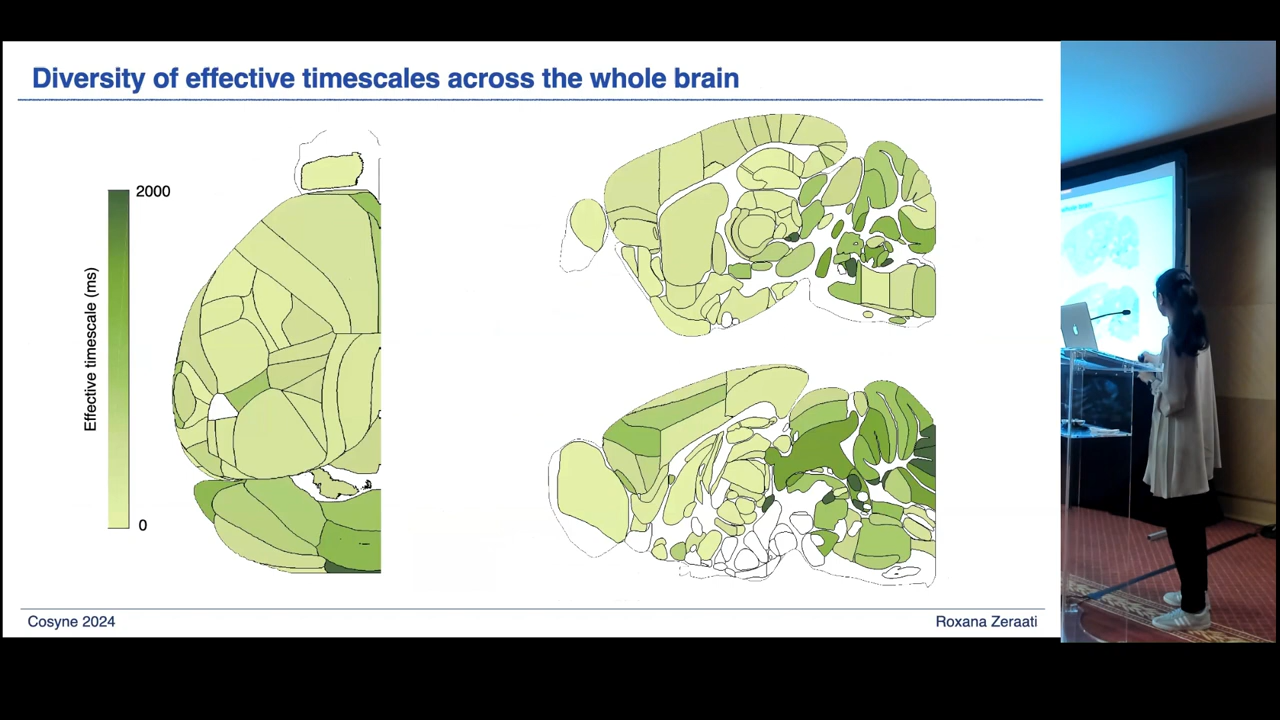 Diversity of effective timescales across the whole brain
2000
Effective timescale (ms)
0
Cosyne 2024
Roxana Zeraati